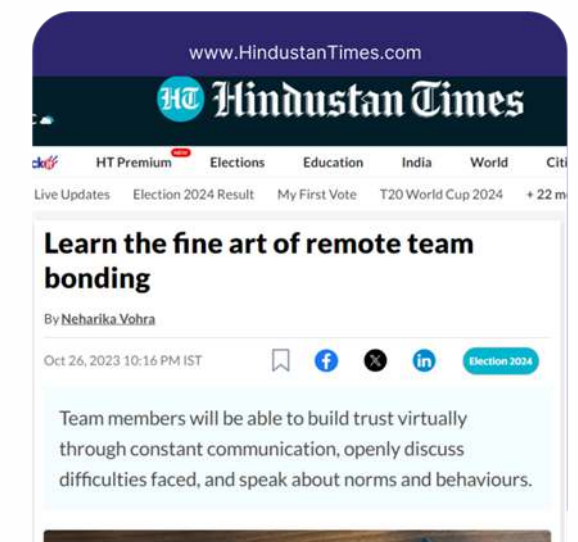 www.HindustanTimes.com
HT Hindustan Times
HT Premium NEW Elections Education India World
Live Updates Election 2024 Result My First Vote T20 World Cup 2024 + 22
Learn the fine art of remote team
bonding
By Neharika Vohra
Oct 26, 2023 10:16 PM IST Election 2024
Team members will be able to build trust virtually
through constant communication, openly discuss
difficulties faced, and speak about norms and behaviours.